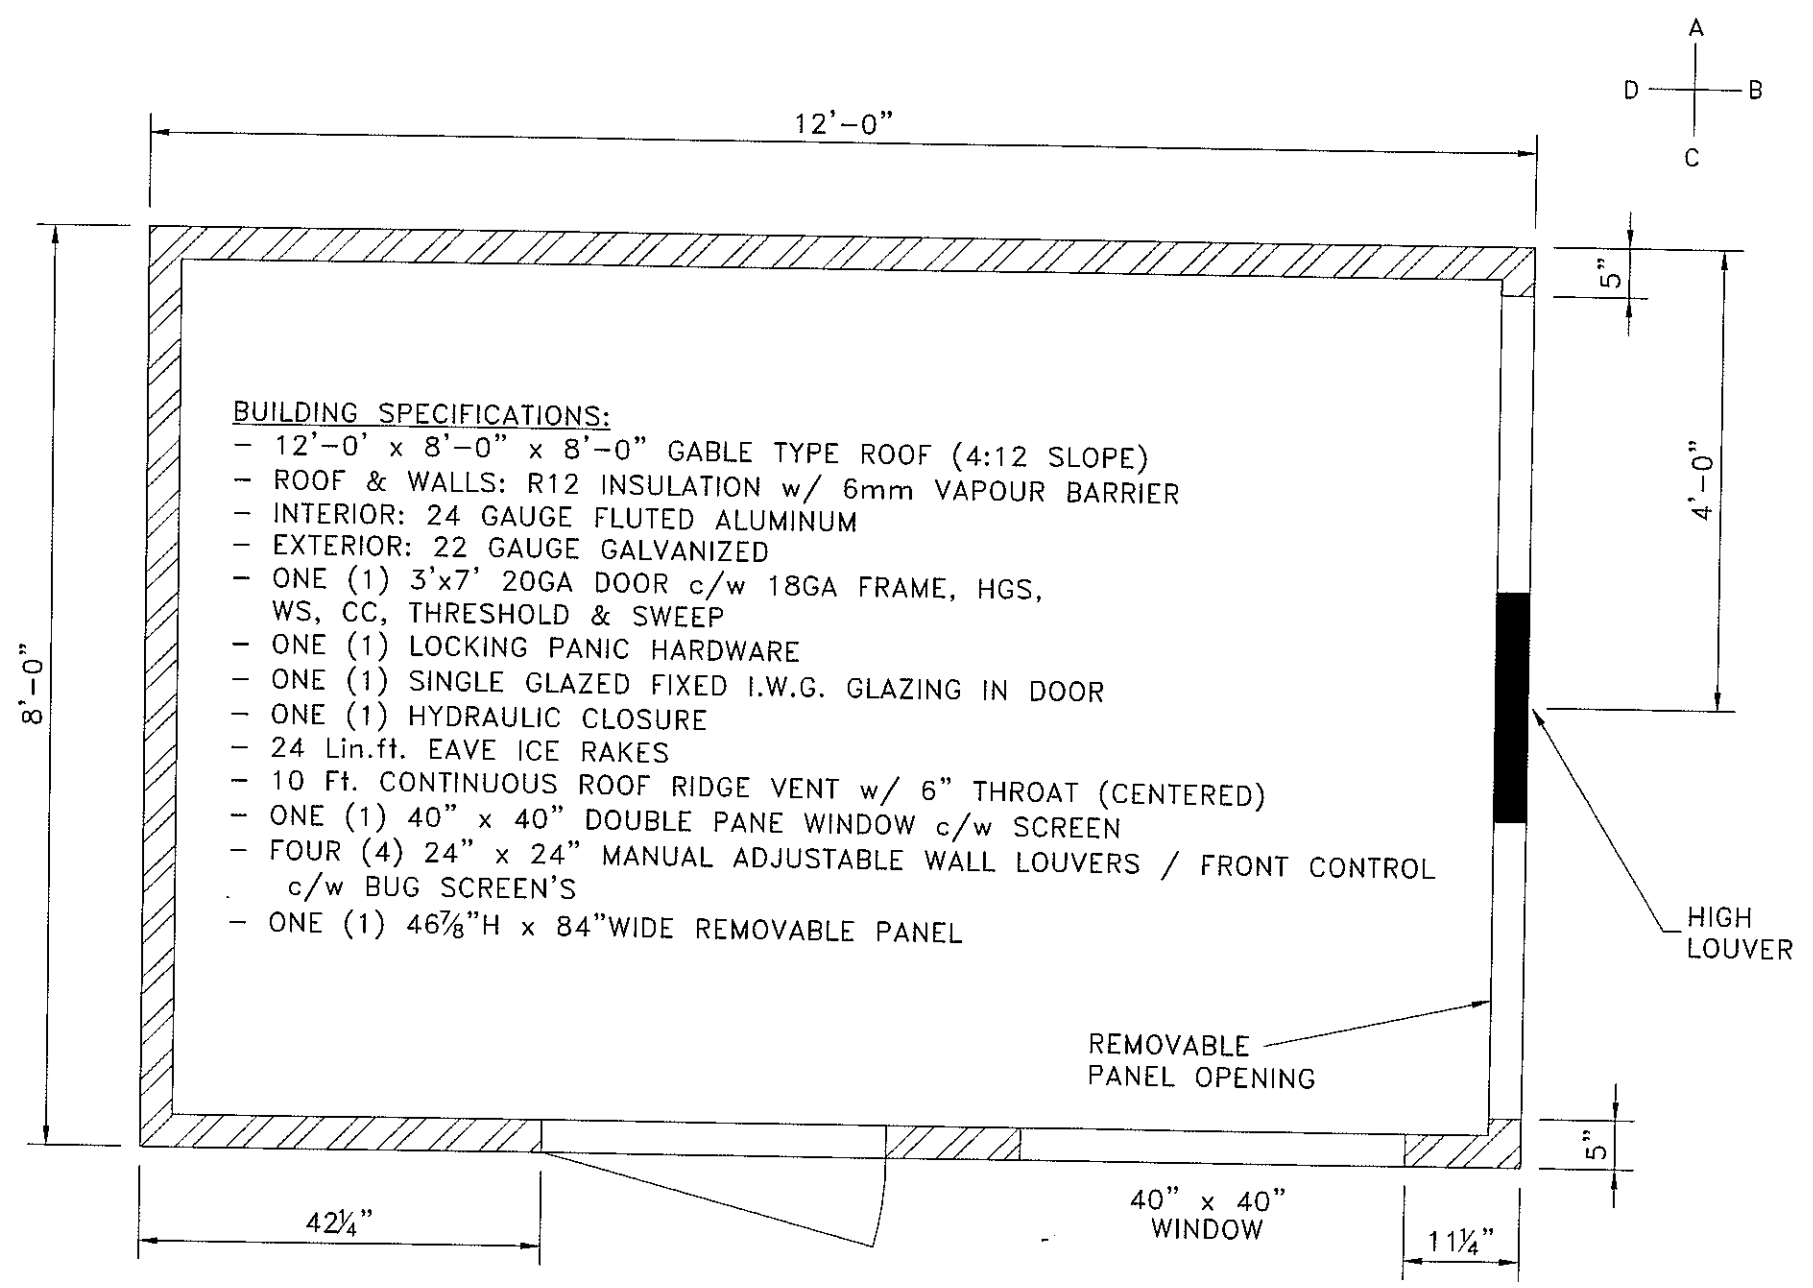 A
D B
C
12'-0"
5"
4'-0"
8'-0"
BUILDING SPECIFICATIONS:
- 12'-0' x 8'-0" x 8'-0" GABLE TYPE ROOF (4:12 SLOPE)
- ROOF & WALLS: R12 INSULATION w/ 6mm VAPOUR BARRIER
- INTERIOR: 24 GAUGE FLUTED ALUMINUM
- EXTERIOR: 22 GAUGE GALVANIZED
- ONE (1) 3'x7' 20GA DOOR c/w 18GA FRAME, HGS,
WS, CC, THRESHOLD & SWEEP
- ONE (1) LOCKING PANIC HARDWARE
- ONE (1) SINGLE GLAZED FIXED I.W.G. GLAZING IN DOOR
- ONE (1) HYDRAULIC CLOSURE
- 24 Lin.ft. EAVE ICE RAKES
- 10 Ft. CONTINUOUS ROOF RIDGE VENT w/ 6" THROAT (CENTERED)
- ONE (1) 40" x 40" DOUBLE PANE WINDOW c/w SCREEN
- FOUR (4) 24" x 24" MANUAL ADJUSTABLE WALL LOUVERS / FRONT CONTROL
c/w BUG SCREEN'S
- ONE (1) 46⅞"H x 84"WIDE REMOVABLE PANEL
HIGH
LOUVER
REMOVABLE
PANEL OPENING
5"
42¼"
40" x 40"
WINDOW
11¼"